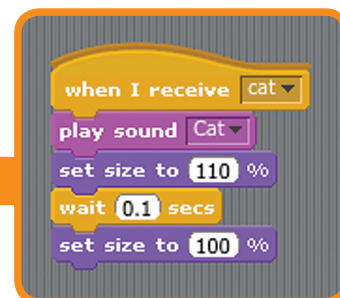 when I receive cat
play sound Cat
set size to 110 %
wait 0.1 secs
set size to 100 %